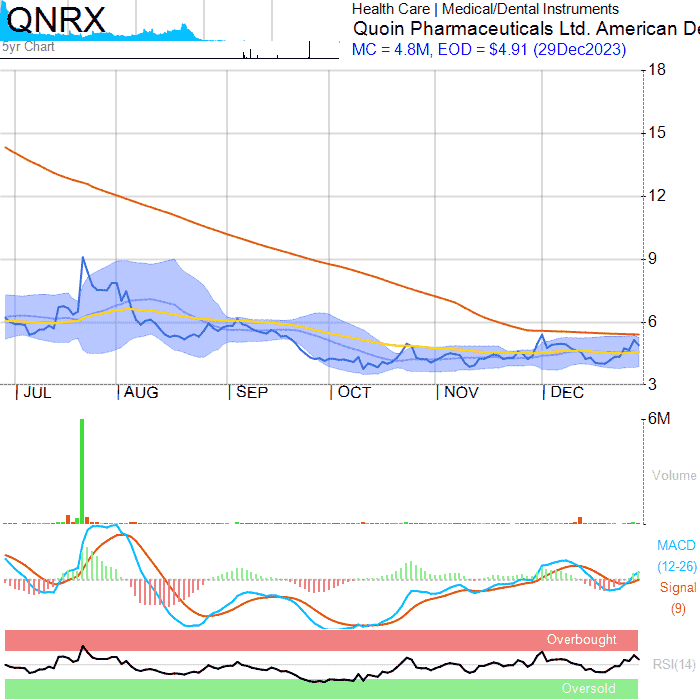 QNRX
5yr Chart
Health Care | Medical/Dental Instruments
Quoin Pharmaceuticals Ltd. American De
MC = 4.8M, EOD = $4.91 (29Dec2023)
18
15
12
9
6
3
JUL
AUG
SEP
OCT
NOV
DEC
6M
Volume
MACD
(12-26)
Signal
(9)
Overbought
RSI(14)
Oversold